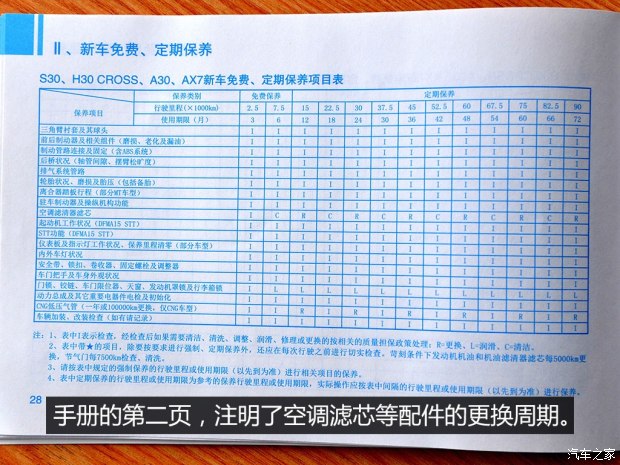 Ⅱ、新车免费、定期保养
S30、H30 CROSS、A30、AX7新车免费、定期保养项目表
保养类别 免费保养 定期保养
行驶里程(×1000km) 2.5 7.5 15 22.5 30 37.5 45 52.5 60 67.5 75 82.5 90
保养项目 使用期限（月） 3 6 12 18 24 30 36 42 48 54 60 66 72
三角臂衬套及其球头 I I I I I I I I I I I I I
前后制动器及相关组件（磨损、老化及漏油） I I I I I I I I I I I I I
制动管路连接及固定（含ABS系统） I I I I I I I I I I I I I
后桥状况（轴管间隙、摆臂松旷度） I I I I I I I I I I I I I
排气系统管路 I I I I I I I I I I I I I
轮胎状况、磨损及胎压（包括备胎） I I I I I I I I I I I I I
离合器踏板行程（部分MT车型） I I I I I I I I I I I I I
驻车制动器及操纵机构功能 I I I I I I I I I I I I I
空调滤清器滤芯 I C R C R C R C R C R C R
起动机工作状况（DFMA15 STT）
STT功能（DFMA15 STT）
仪表板及指示灯工作状况、保养里程清零（部分车型）
内外车灯状况
安全带、锁扣、卷收器、固定螺栓及调整器
车门把手及车身外观状况
门锁、铰链、车门限位器、天窗、发动机罩锁及行李箱锁
动力总成及其它重要电器件电检及初始化
CNG低压气管（一年或100000km更换，仅CNG车型）
车辆加装、改装检查（如有请记录）
注：1、表中I表示检查，经检查后如果需要清洁、清洗、调整、润滑、修理或更换的按相关的质量担保政策处理；R=更换、L=润滑、C=清洁。
2、表中带★的项目，除要按要求进行强制、定期保养外，还应在每次行驶之前进行切实检查，苛刻条件下发动机机油和机油滤清器滤芯每5000km更
换，节气门每7500km检查、清洗。
3、请按表中规定的强制保养的行驶里程或使用期限（以先到为准）进行相关项目的保养。
4、表中定期保养的行驶里程或使用期限为参考的保养行驶里程或使用期限，实际操作应按表中间隔的行驶里程或使用期限（以先到为准）进行保养。
28
手册的第二页，注明了空调滤芯等配件的更换周期。
汽车之家